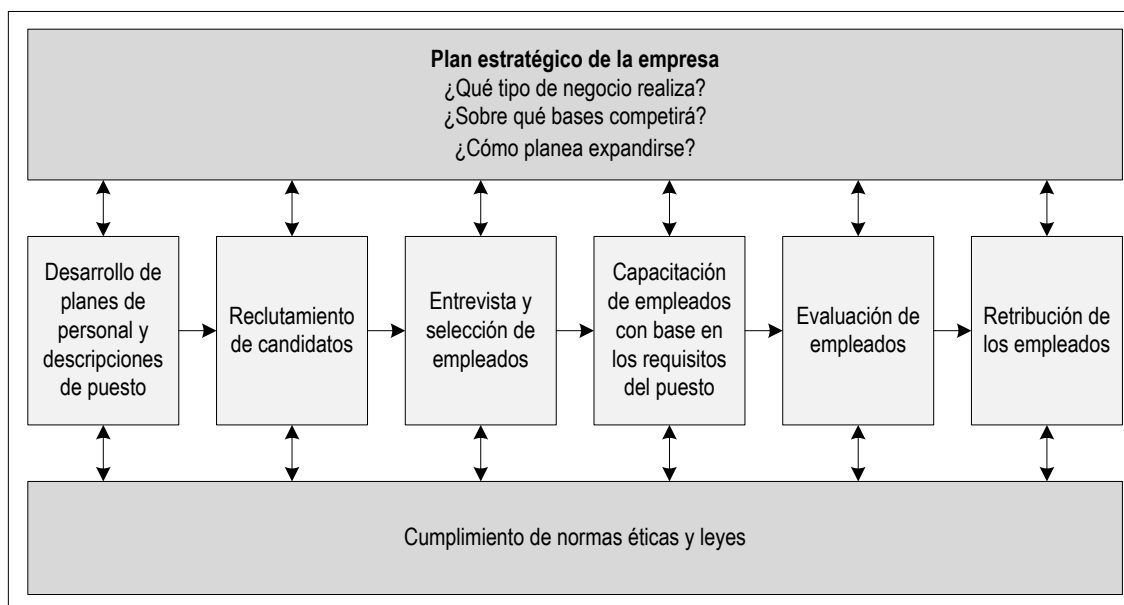 Plan estratégico de la empresa
¿Qué tipo de negocio realiza?
¿Sobre qué bases competirá?
¿Cómo planea expandirse?
Desarrollo de
planes de
personal y
descripciones
de puesto
Reclutamiento
de candidatos
Entrevista y
selección de
empleados
Capacitación
de empleados
con base en
los requisitos
del puesto
Evaluación de
empleados
Retribución de
los empleados
Cumplimiento de normas éticas y leyes